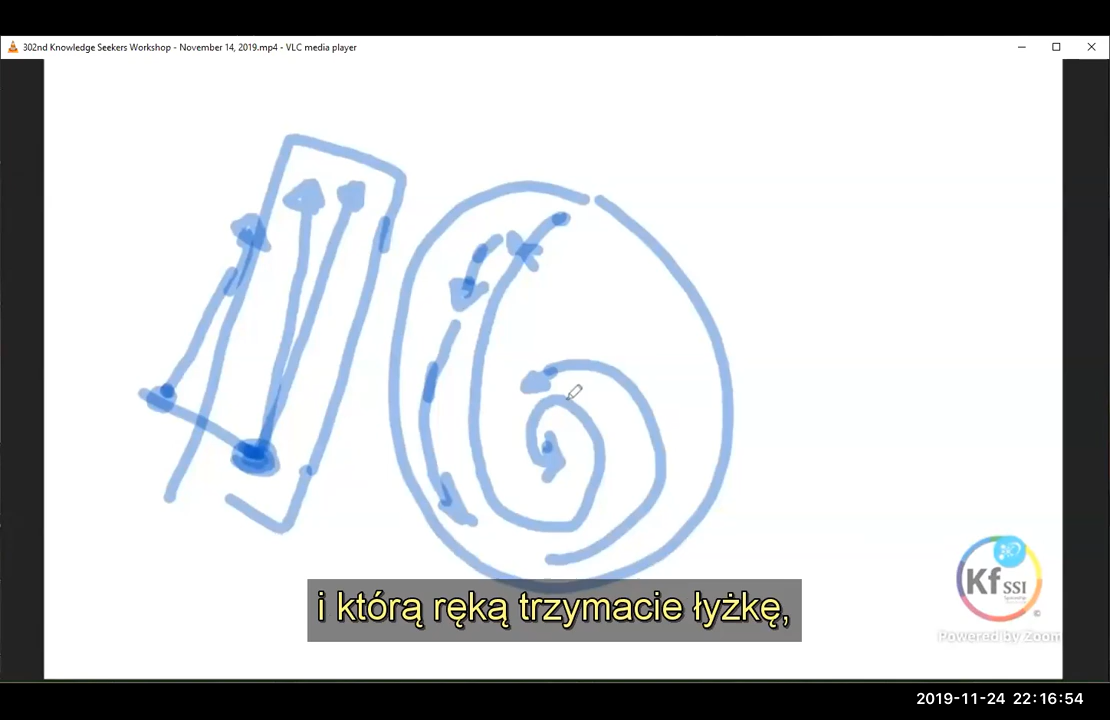 302nd Knowledge Seekers Workshop - November 14, 2019.mp4 - VLC media player
i którą ręką trzymacie łyżkę,
Kf SSI
©
Powered by Zoom
2019-11-24 22:16:54